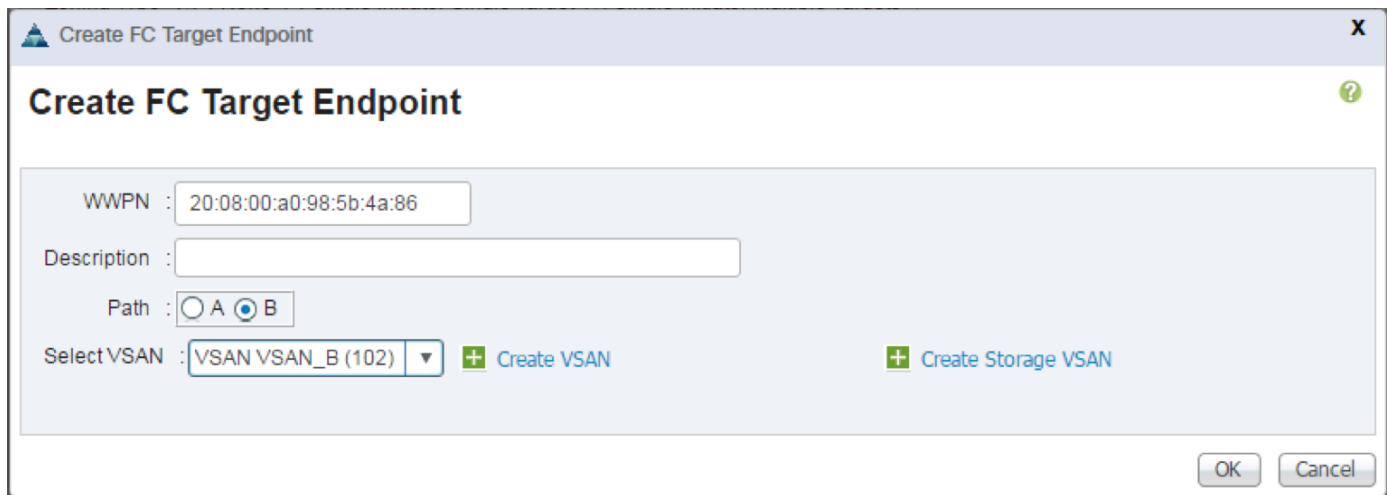 Create FC Target Endpoint X
Create FC Target Endpoint ?
WWPN : 20:08:00:a0:98:5b:4a:86
Description :
Path : A B
Select VSAN : VSAN VSAN_B (102) ▼ + Create VSAN + Create Storage VSAN
OK Cancel